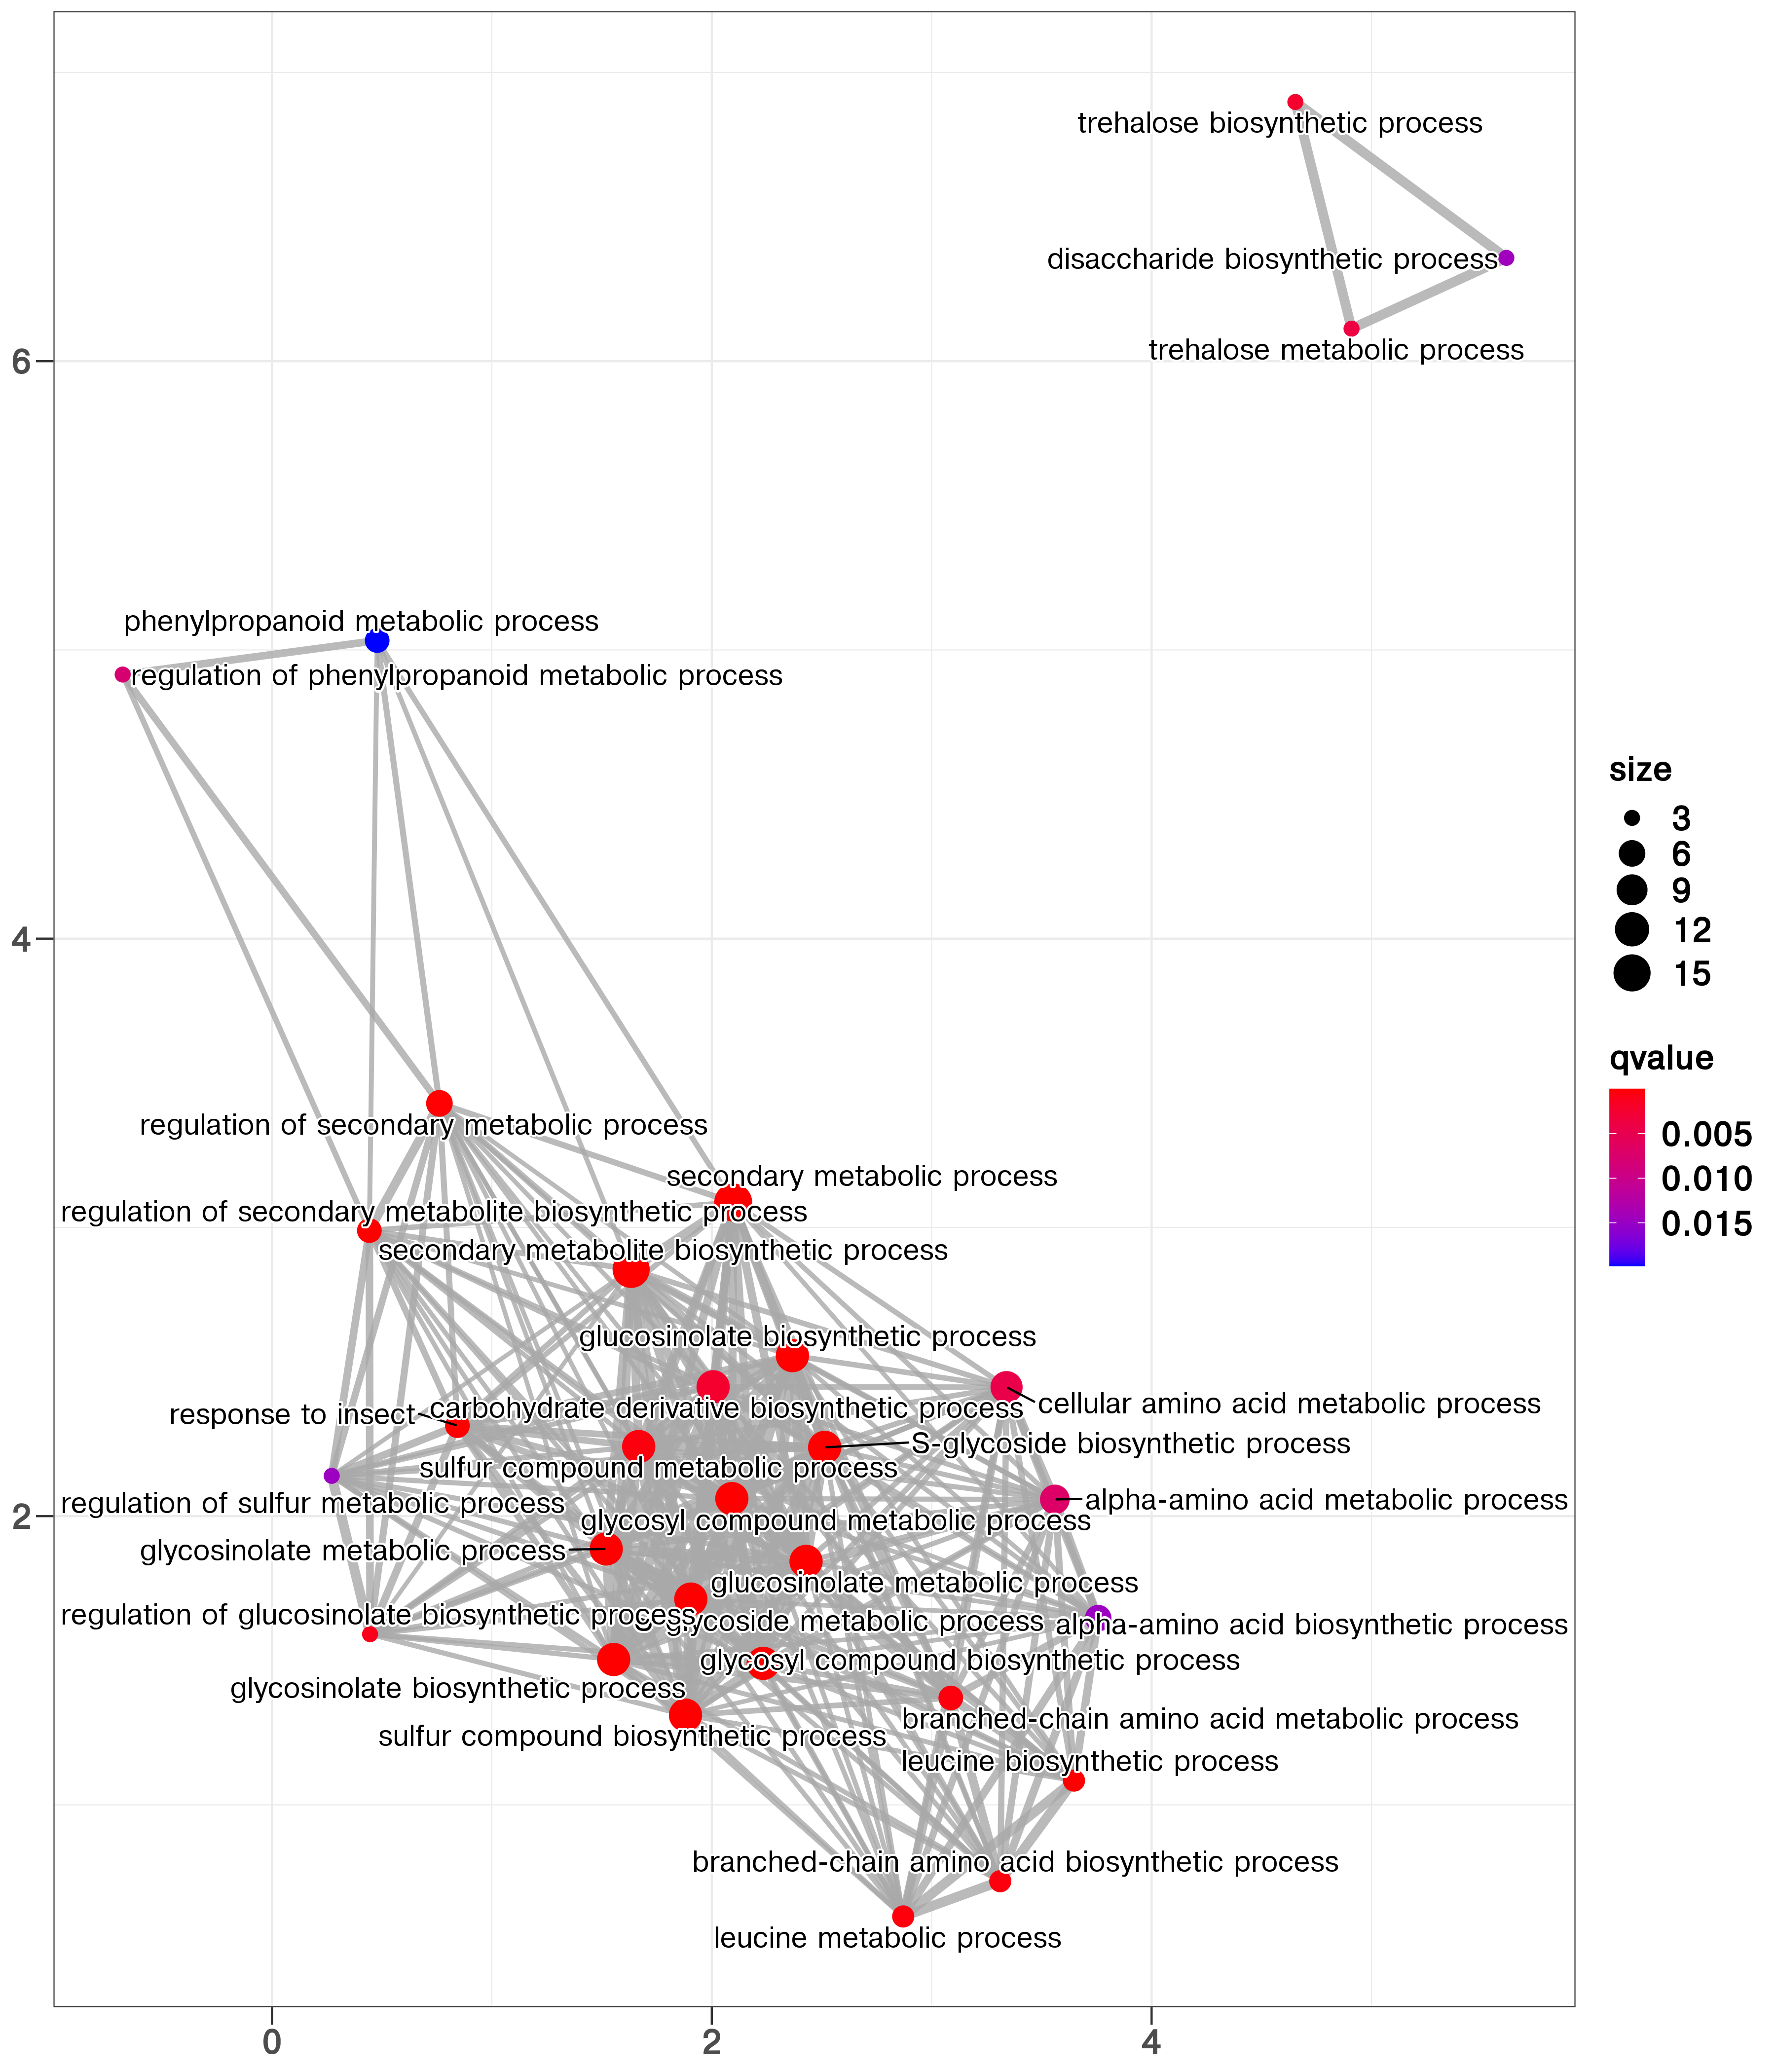 trehalose biosynthetic process
disaccharide biosynthetic process
trehalose metabolic process
6
phenylpropanoid metabolic process
regulation of phenylpropanoid metabolic process
size
3
6
9
12
15
4
qvalue
0.005
0.010
0.015
regulation of secondary metabolic process
secondary metabolic process
regulation of secondary metabolite biosynthetic process
secondary metabolite biosynthetic process
glucosinolate biosynthetic process
cellular amino acid metabolic process
carbohydrate derivative biosynthetic process
response to insect
S-glycoside biosynthetic process
sulfur compound metabolic process
alpha-amino acid metabolic process
regulation of sulfur metabolic process
2
glycosyl compound metabolic process
glycosinolate metabolic process
glucosinolate metabolic process
regulation of glucosinolate biosynthetic process
S-glycoside metabolic process
alpha-amino acid biosynthetic process
glycosyl compound biosynthetic process
glycosinolate biosynthetic process
branched-chain amino acid metabolic process
sulfur compound biosynthetic process
leucine biosynthetic process
branched-chain amino acid biosynthetic process
leucine metabolic process
0
2
4